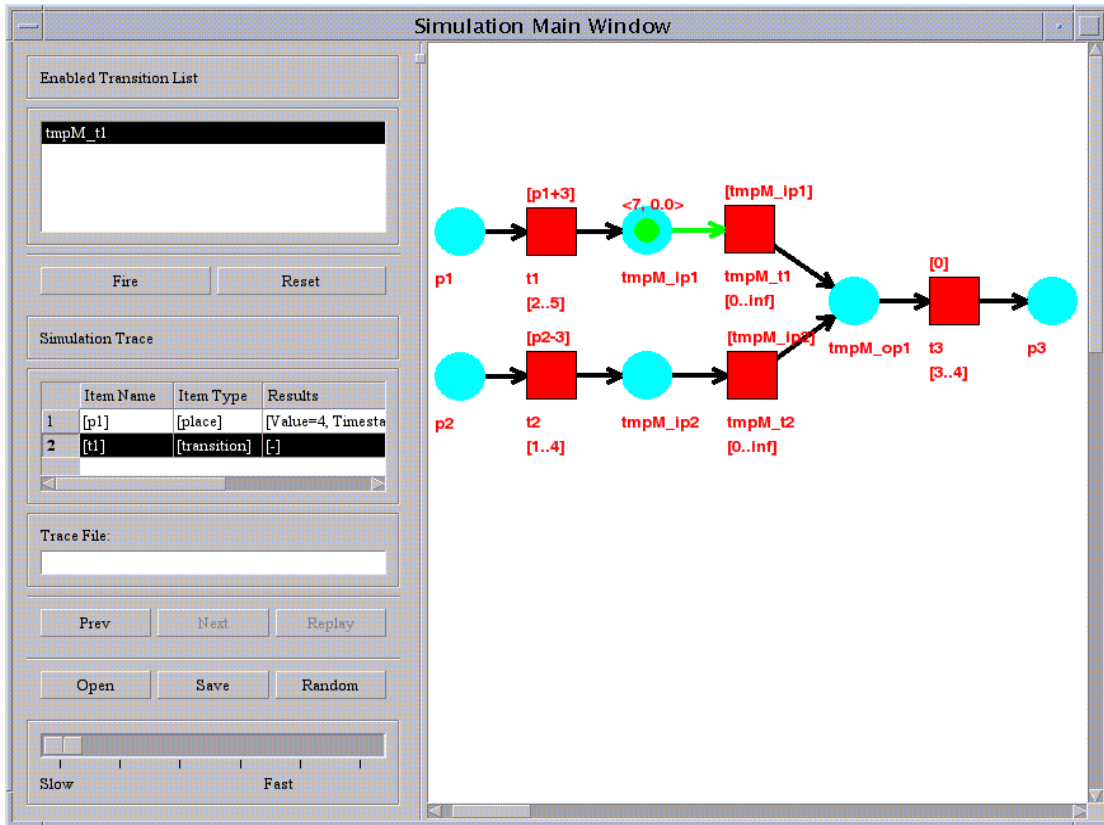 Simulation Main Window
Enabled Transition List
tmpM_t1
Fire
Reset
Simulation Trace
Item Name Item Type Results
1 [p1] [place] [Value=4, Timesta
2 [t1] [transition] [-]
Trace File:
Prev
Next
Replay
Open
Save
Random
Slow
Fast
[p1+3]
<7, 0.0>
[tmpM_ip1]
p1
t1
tmpM_ip1
tmpM_t1
[2..5]
[0..inf]
[0]
tmpM_op1
t3
p3
[3..4]
[p2-3]
[tmpM_ip2]
p2
t2
tmpM_ip2
tmpM_t2
[1..4]
[0..inf]